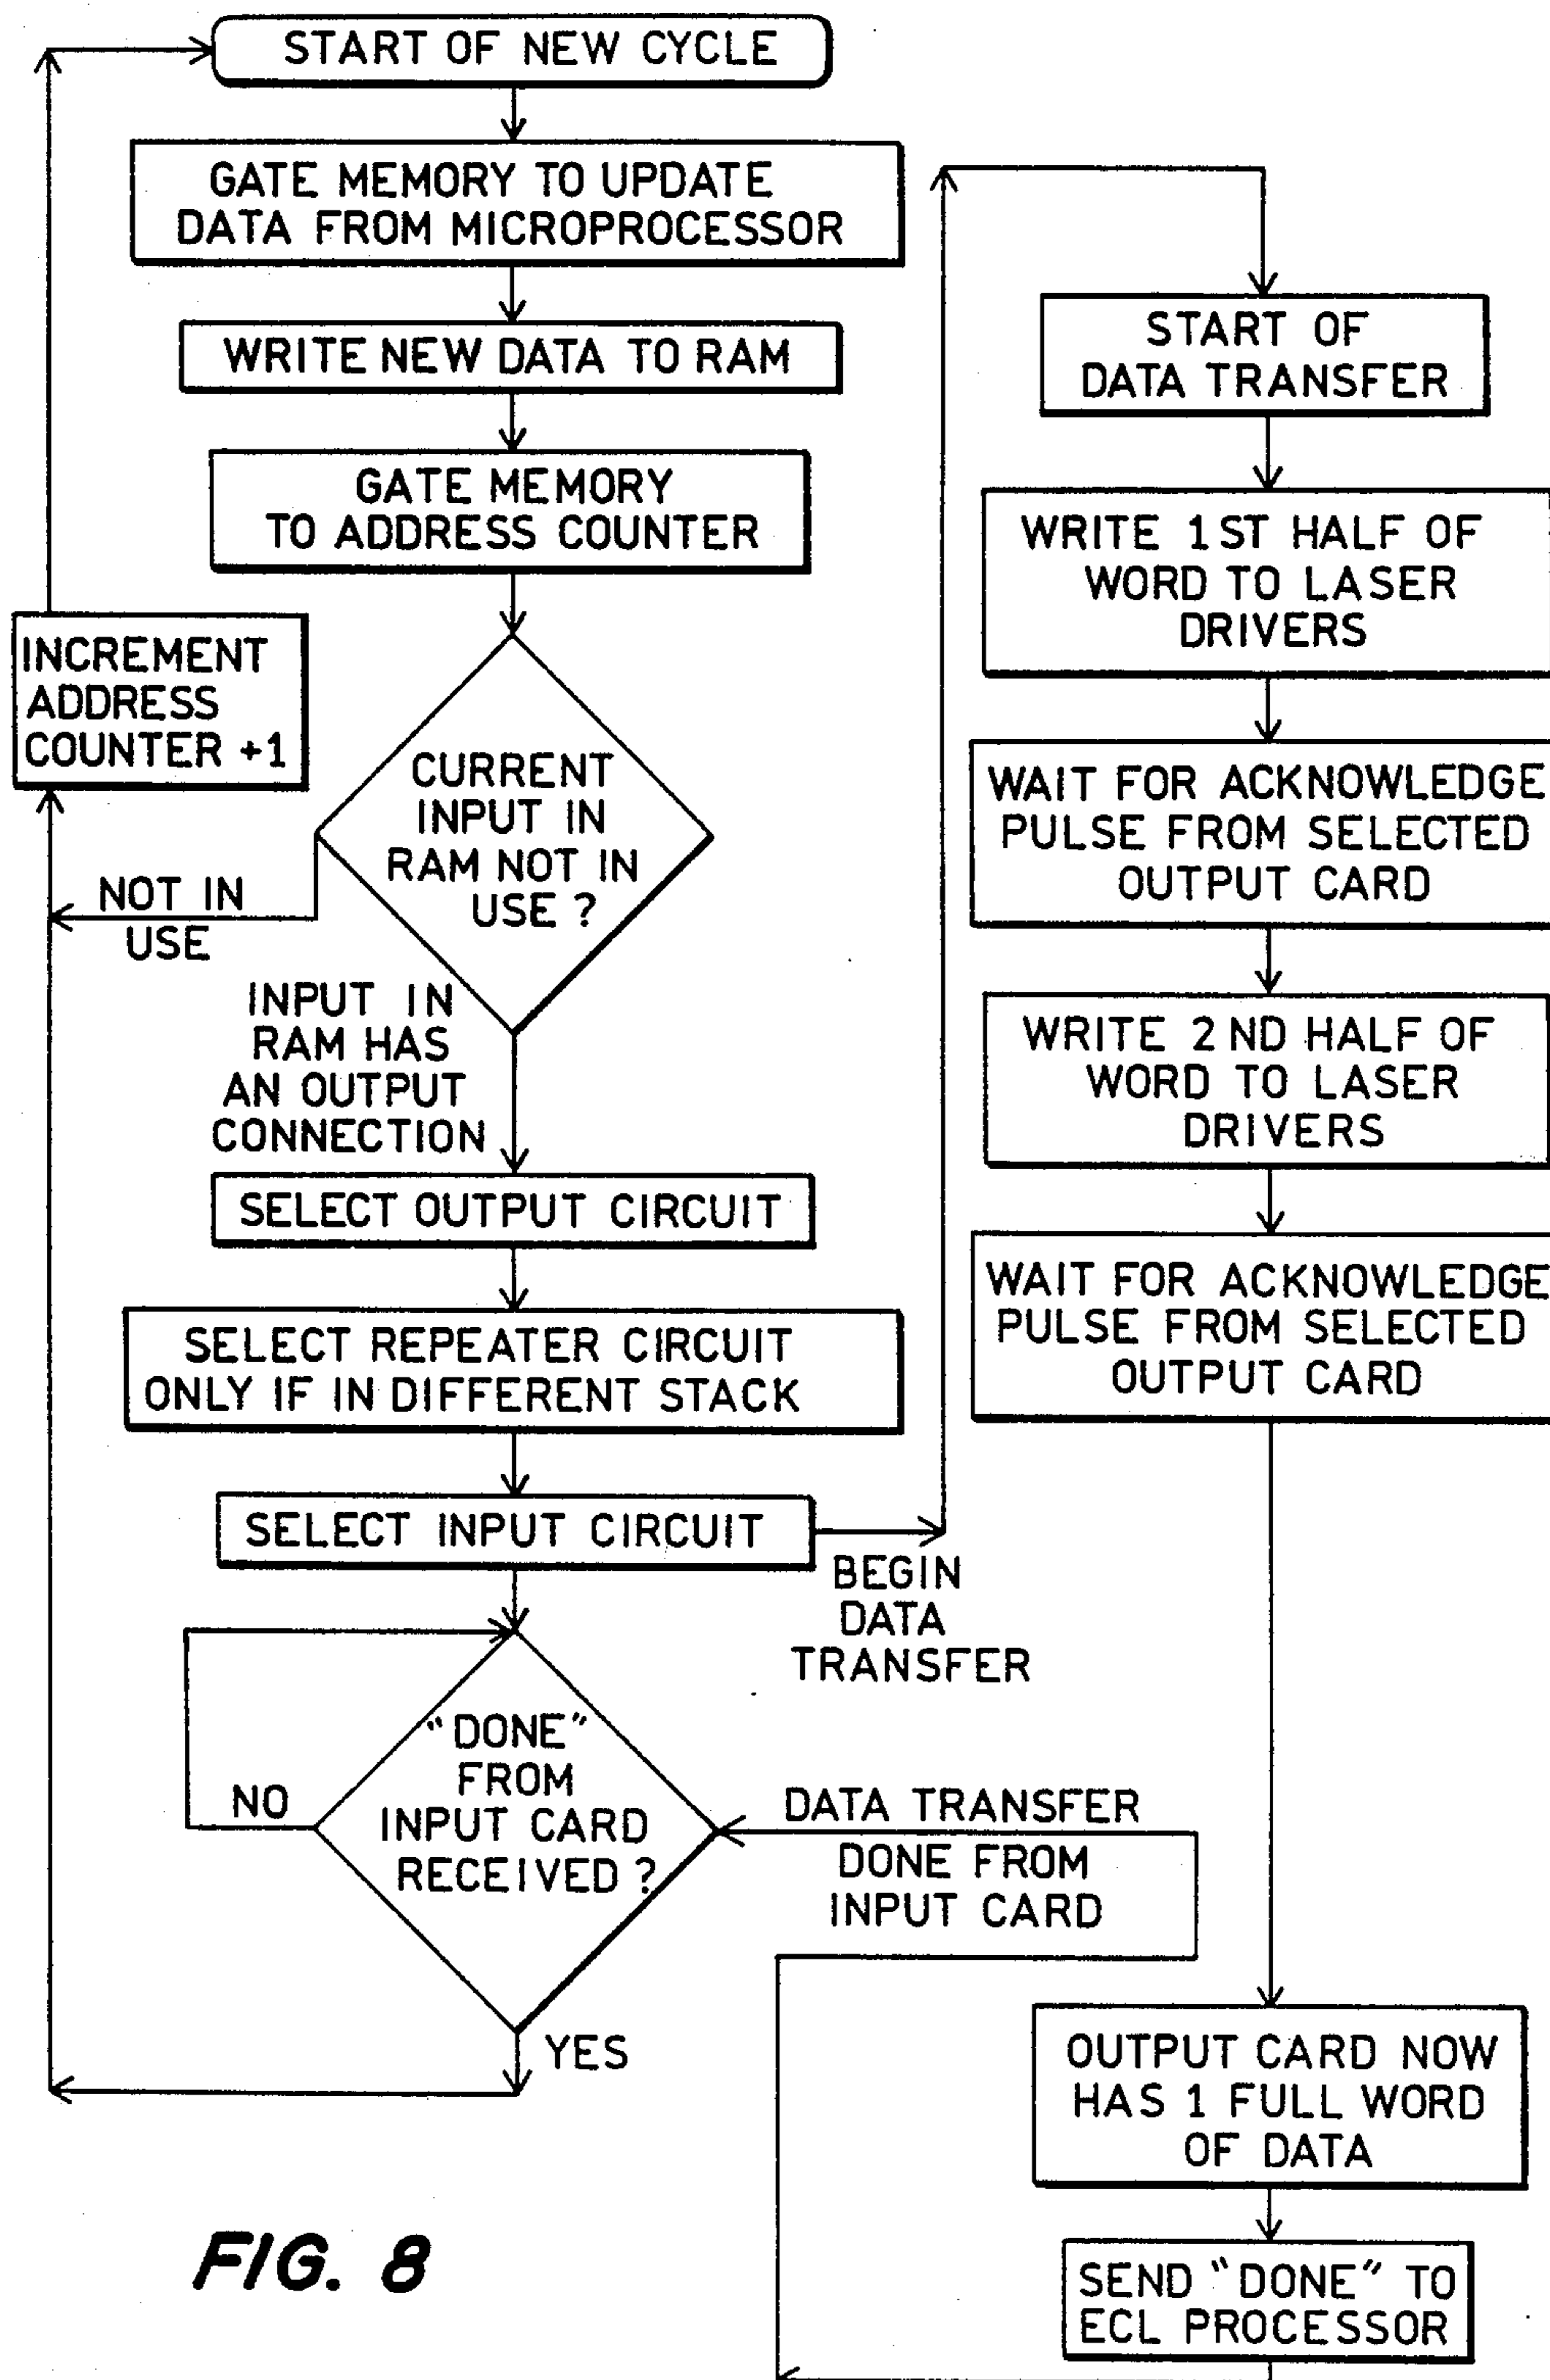 START OF NEW CYCLE
GATE MEMORY TO UPDATE
DATA FROM MICROPROCESSOR
WRITE NEW DATA TO RAM
GATE MEMORY
TO ADDRESS COUNTER
INCREMENT
ADDRESS
COUNTER +1
CURRENT
INPUT IN
RAM NOT IN
USE ?
NOT IN
USE
INPUT IN
RAM HAS
AN OUTPUT
CONNECTION
SELECT OUTPUT CIRCUIT
SELECT REPEATER CIRCUIT
ONLY IF IN DIFFERENT STACK
SELECT INPUT CIRCUIT
BEGIN
DATA
TRANSFER
"DONE"
FROM
INPUT CARD
RECEIVED ?
NO
YES
DATA TRANSFER
DONE FROM
INPUT CARD
START OF
DATA TRANSFER
WRITE 1ST HALF OF
WORD TO LASER
DRIVERS
WAIT FOR ACKNOWLEDGE
PULSE FROM SELECTED
OUTPUT CARD
WRITE 2ND HALF OF
WORD TO LASER
DRIVERS
WAIT FOR ACKNOWLEDGE
PULSE FROM SELECTED
OUTPUT CARD
OUTPUT CARD NOW
HAS 1 FULL WORD
OF DATA
SEND "DONE" TO
ECL PROCESSOR
FIG. 8